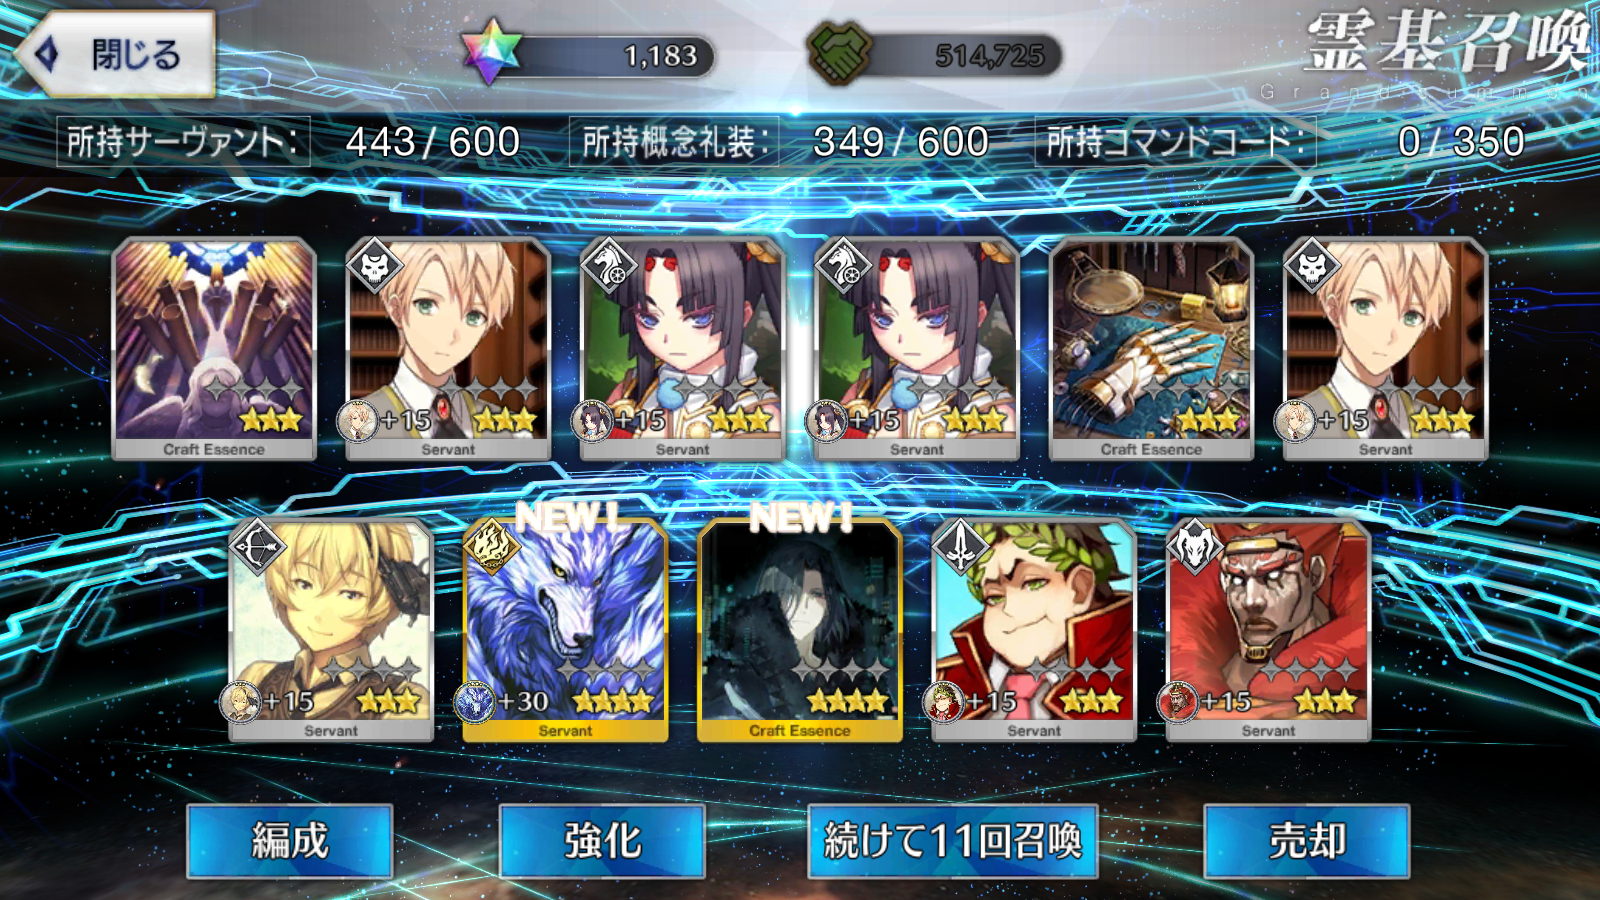 閉じる
1,183
514,725
霊基召喚
Grand summon
所持サーヴァント: 443 / 600
所持概念礼装: 349 / 600
所持コマンドコード: 0 / 350
+15 +15 +15 +15
Craft Essence Servant Servant Servant Craft Essence Servant
NEW! NEW!
+15 +30 +15 +15
Servant Servant Craft Essence Servant Servant
編成 強化 続けて11回召喚 売却